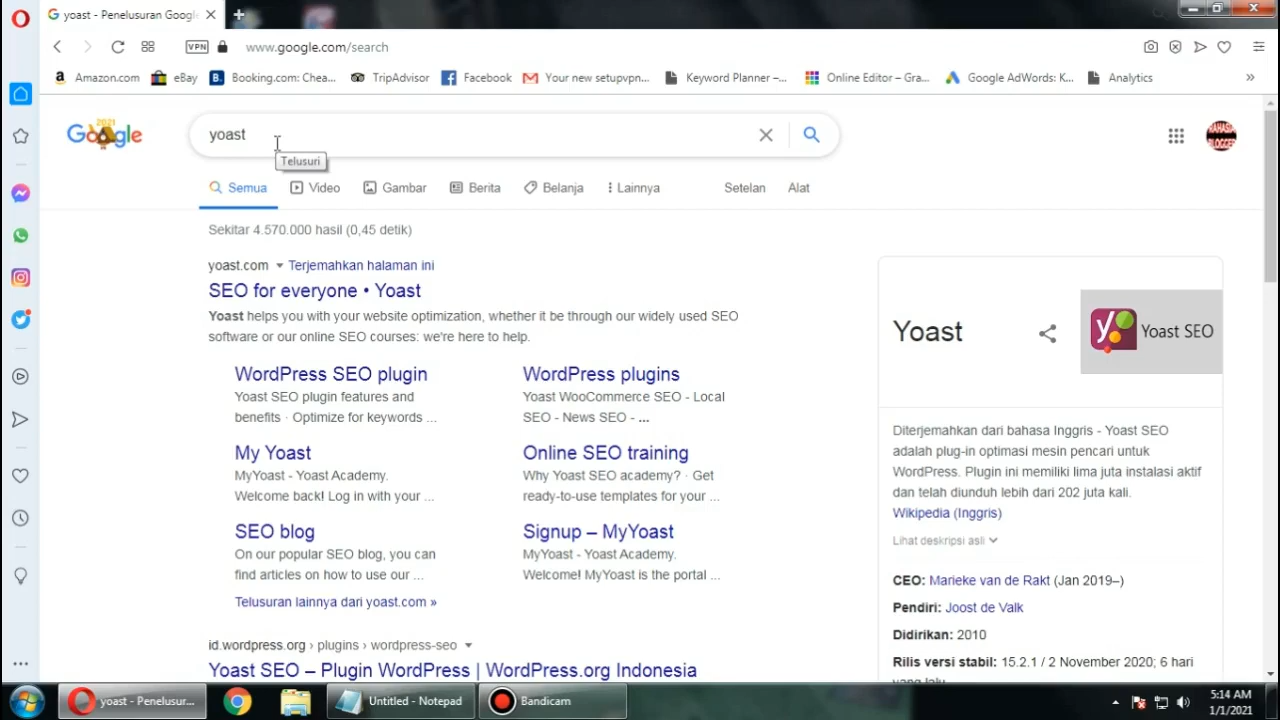 yoast - Penelusuran Google
VPN
www.google.com/search
Amazon.com
eBay
Booking.com: Chea...
TripAdvisor
Facebook
Your new setupvpn...
Keyword Planner –...
Online Editor – Gra...
Google AdWords: K...
Analytics
»
2021
Google
yoast
MAHASIS
BLOGGER
Telusuri
Semua
Video
Gambar
Berita
Belanja
Lainnya
Setelan
Alat
Sekitar 4.570.000 hasil (0,45 detik)
yoast.com
Terjemahkan halaman ini
SEO for everyone • Yoast
Yoast helps you with your website optimization, whether it be through our widely used SEO
software or our online SEO courses: we're here to help.
WordPress SEO plugin
Yoast SEO plugin features and
benefits · Optimize for keywords ...
WordPress plugins
Yoast WooCommerce SEO - Local
SEO - News SEO - ...
My Yoast
MyYoast - Yoast Academy.
Welcome back! Log in with your ...
Online SEO training
Why Yoast SEO academy? · Get
ready-to-use templates for your ...
SEO blog
On our popular SEO blog, you can
find articles on how to use our ...
Signup – MyYoast
MyYoast - Yoast Academy.
Welcome! MyYoast is the portal ...
Telusuran lainnya dari yoast.com »
id.wordpress.org › plugins › wordpress-seo
Yoast SEO – Plugin WordPress | WordPress.org Indonesia
Yoast
Yoast SEO
Diterjemahkan dari bahasa Inggris - Yoast SEO
adalah plug-in optimasi mesin pencari untuk
WordPress. Plugin ini memiliki lima juta instalasi aktif
dan telah diunduh lebih dari 202 juta kali.
Wikipedia (Inggris)
Lihat deskripsi asli
CEO: Marieke van de Rakt (Jan 2019–)
Pendiri: Joost de Valk
Didirikan: 2010
Rilis versi stabil: 15.2.1 / 2 November 2020; 6 hari
yang lalu
yoast - Penelusur...
Untitled - Notepad
Bandicam
5:14 AM
1/1/2021